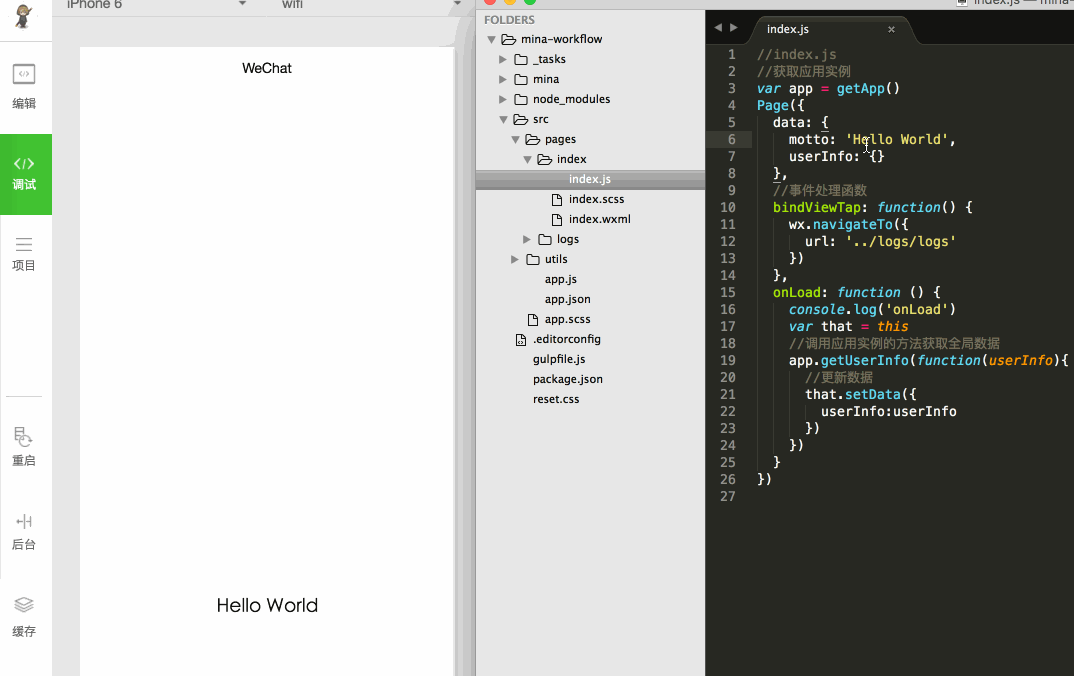 iPhone 6
wifi
编辑
调试
项目
重启
后台
缓存
WeChat
Hello World
FOLDERS
mina-workflow
_tasks
mina
node_modules
src
pages
index
index.js
index.scss
index.wxml
logs
utils
app.js
app.json
app.scss
.editorconfig
gulpfile.js
package.json
reset.css
index.js — mina-
index.js
1 //index.js
2 //获取应用实例
3 var app = getApp()
4 Page({
5 data: {
6 motto: 'Hello World',
7 userInfo: {}
8 },
9 //事件处理函数
10 bindViewTap: function() {
11 wx.navigateTo({
12 url: '../logs/logs'
13 })
14 },
15 onLoad: function () {
16 console.log('onLoad')
17 var that = this
18 //调用应用实例的方法获取全局数据
19 app.getUserInfo(function(userInfo){
20 //更新数据
21 that.setData({
22 userInfo:userInfo
23 })
24 })
25 }
26 })
27